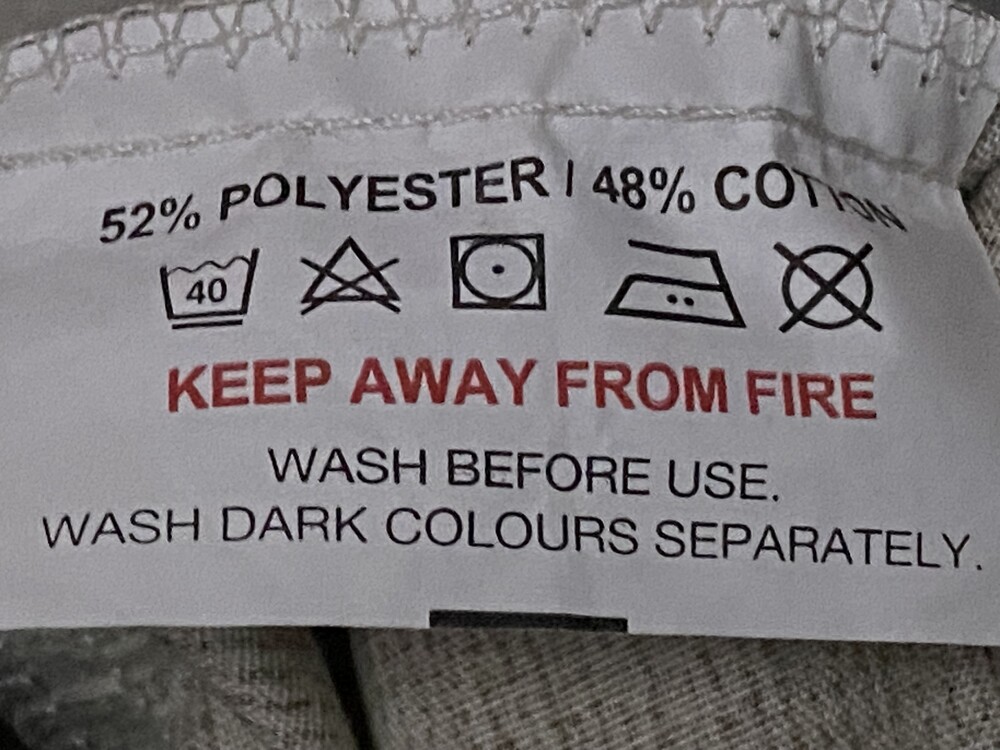 52% POLYESTER | 48% COTTON
40
KEEP AWAY FROM FIRE
WASH BEFORE USE.
WASH DARK COLOURS SEPARATELY.